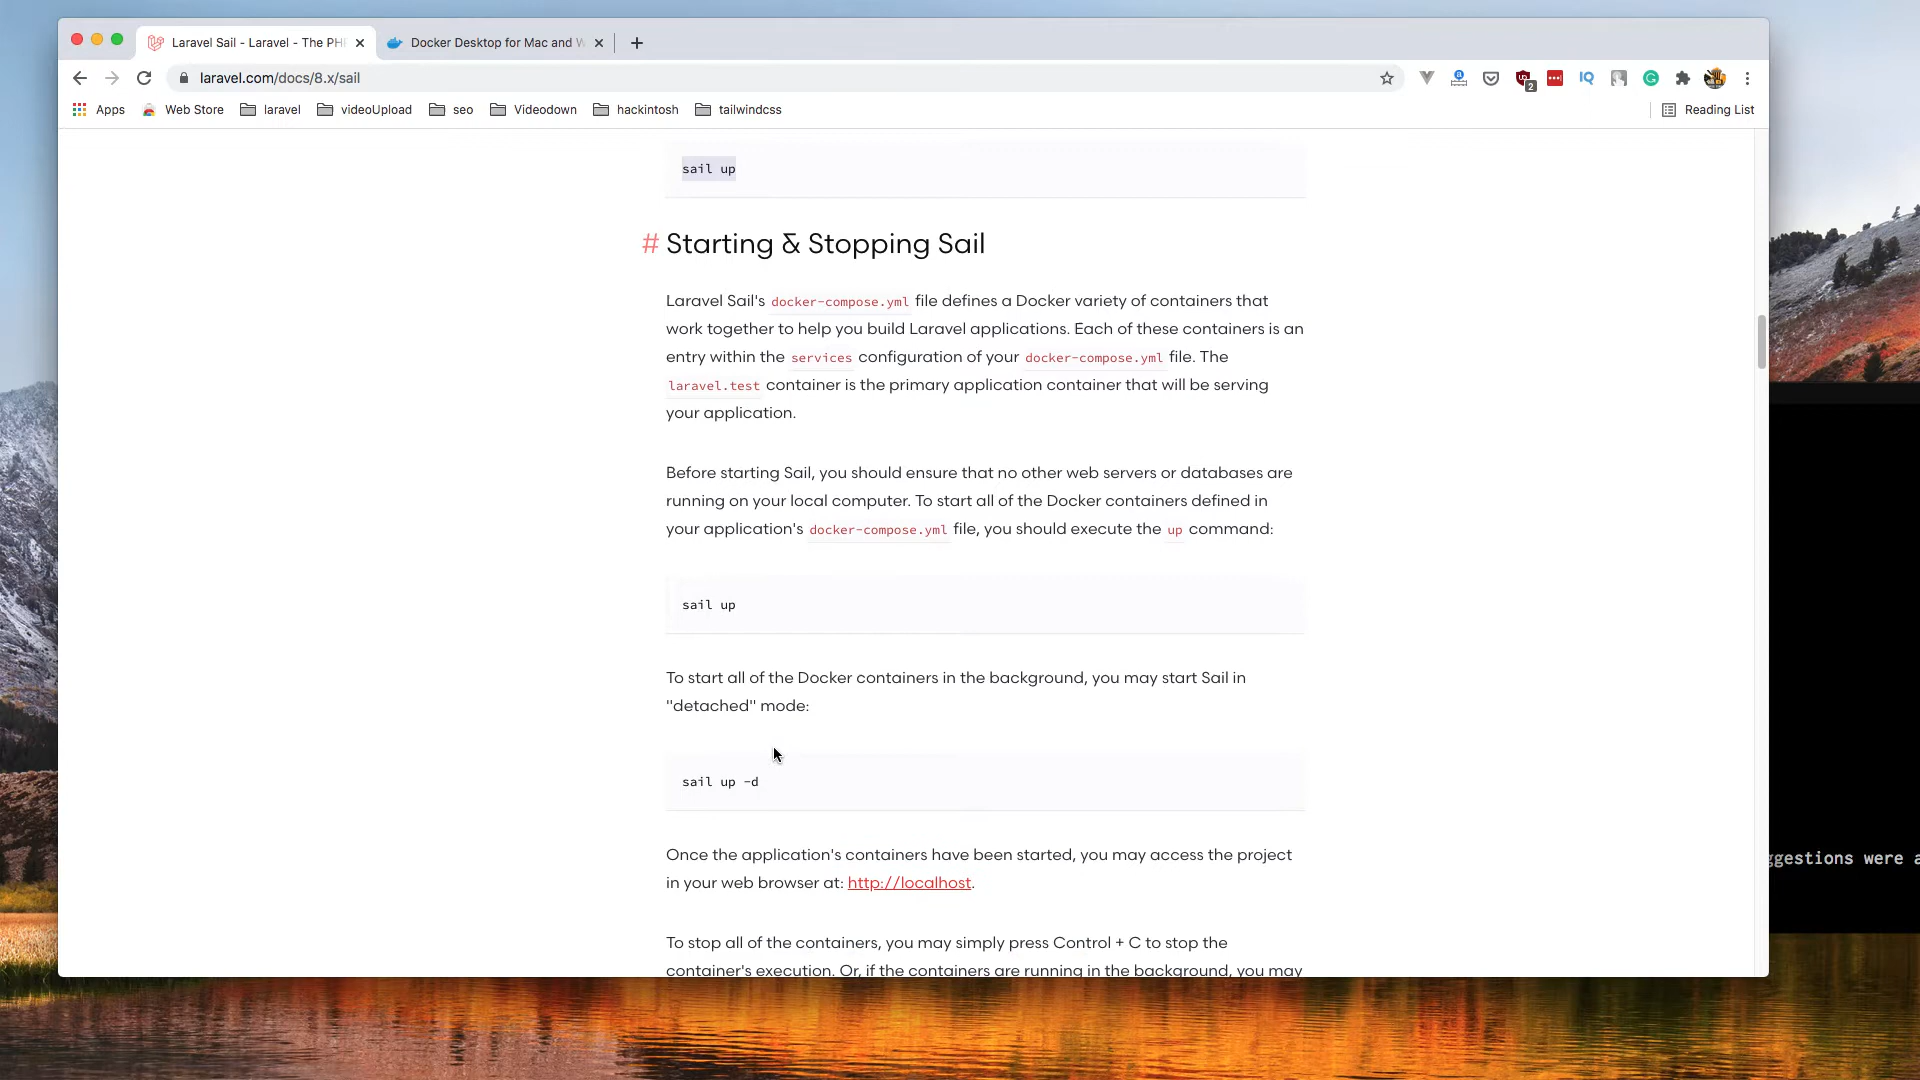 Laravel Sail - Laravel - The PH
Docker Desktop for Mac and W
laravel.com/docs/8.x/sail
2
IQ
Apps
Web Store
laravel
videoUpload
seo
Videodown
hackintosh
tailwindcss
Reading List
sail up
# Starting & Stopping Sail
Laravel Sail's docker-compose.yml file defines a Docker variety of containers that
work together to help you build Laravel applications. Each of these containers is an
entry within the services configuration of your docker-compose.yml file. The
laravel.test container is the primary application container that will be serving
your application.
Before starting Sail, you should ensure that no other web servers or databases are
running on your local computer. To start all of the Docker containers defined in
your application's docker-compose.yml file, you should execute the up command:
sail up
To start all of the Docker containers in the background, you may start Sail in
"detached" mode:
sail up -d
Once the application's containers have been started, you may access the project
in your web browser at: http://localhost.
ggestions were a
To stop all of the containers, you may simply press Control + C to stop the
container's execution. Or, if the containers are running in the background, you may